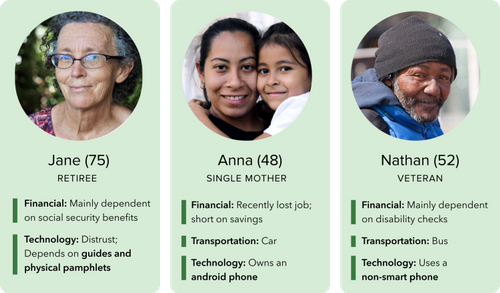 Jane (75)
RETIREE
Financial: Mainly dependent
on social security benefits
Technology: Distrust;
Depends on guides and
physical pamphlets
Anna (48)
SINGLE MOTHER
Financial: Recently lost job;
short on savings
Transportation: Car
Technology: Owns an
android phone
Nathan (52)
VETERAN
Financial: Mainly dependent
on disability checks
Transportation: Bus
Technology: Uses a
non-smart phone